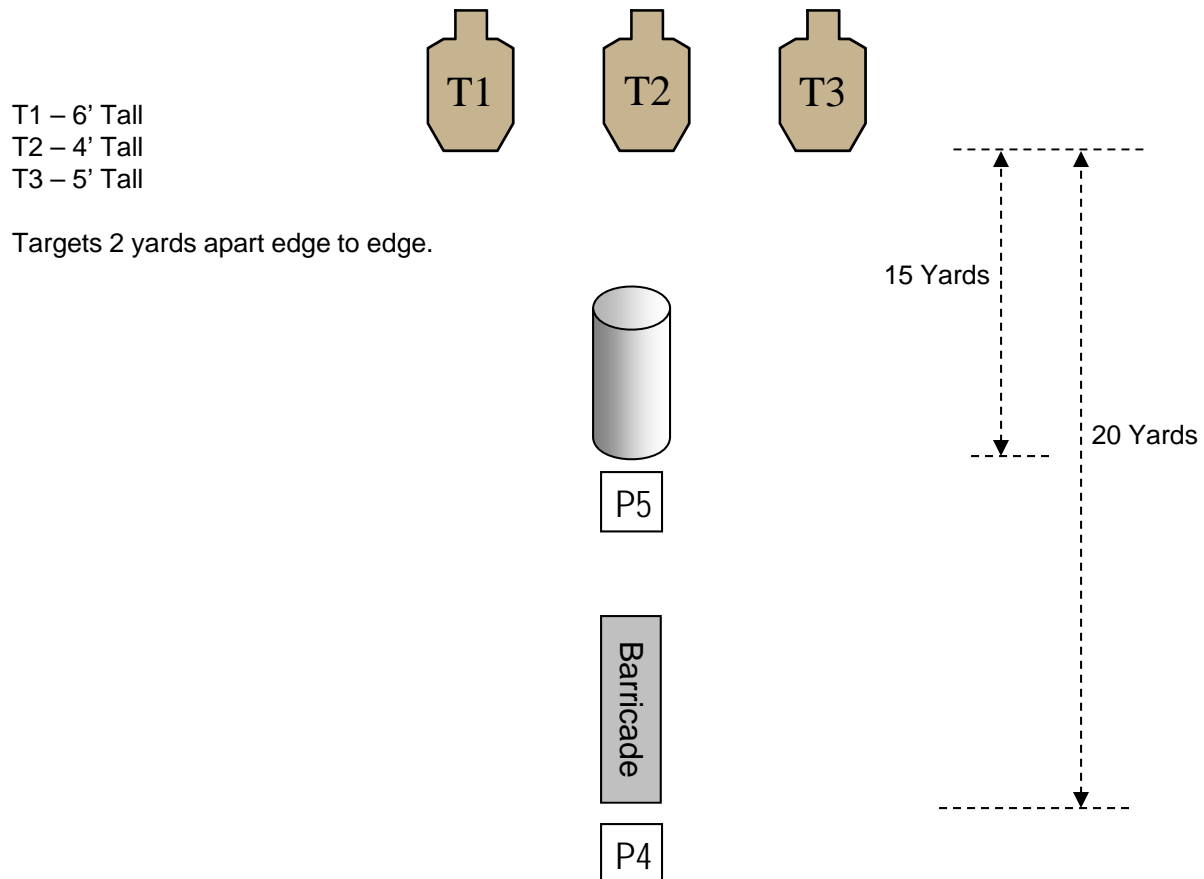 T1
T2
T3
T1 – 6’ Tall
T2 – 4’ Tall
T3 – 5’ Tall
Targets 2 yards apart edge to edge.
15 Yards
20 Yards
P5
Barricade
P4